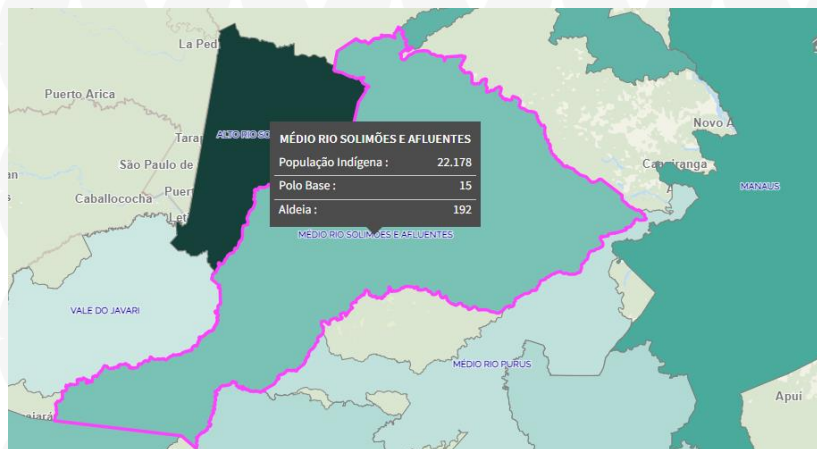 La Ped
Puerto Arica
ALTO RIO SO
MÉDIO RIO SOLIMÕES E AFLUENTES
População Indígena : 22.178
Polo Base : 15
Aldeia : 192
Tara
São Paulo de
Caballococha
Puert
Let
MÉDIO RIO SOLIMÕES E AFLUENTES
Novo A
MANAUS
VALE DO JAVARI
MÉDIO RIO PURUS
Apui